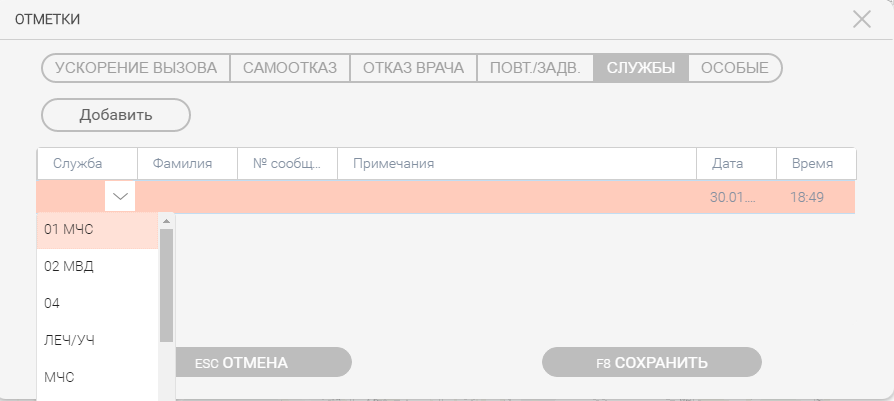 ОТМЕТКИ
УСКОРЕНИЕ ВЫЗОВА САМООТКАЗ ОТКАЗ ВРАЧА ПОВТ./ЗАДВ. СЛУЖБЫ ОСОБЫЕ
Добавить
Служба Фамилия № сообщ... Примечания Дата Время
30.01.... 18:49
01 МЧС
02 МВД
04
ЛЕЧ/УЧ
ESC ОТМЕНА F8 СОХРАНИТЬ
МЧС